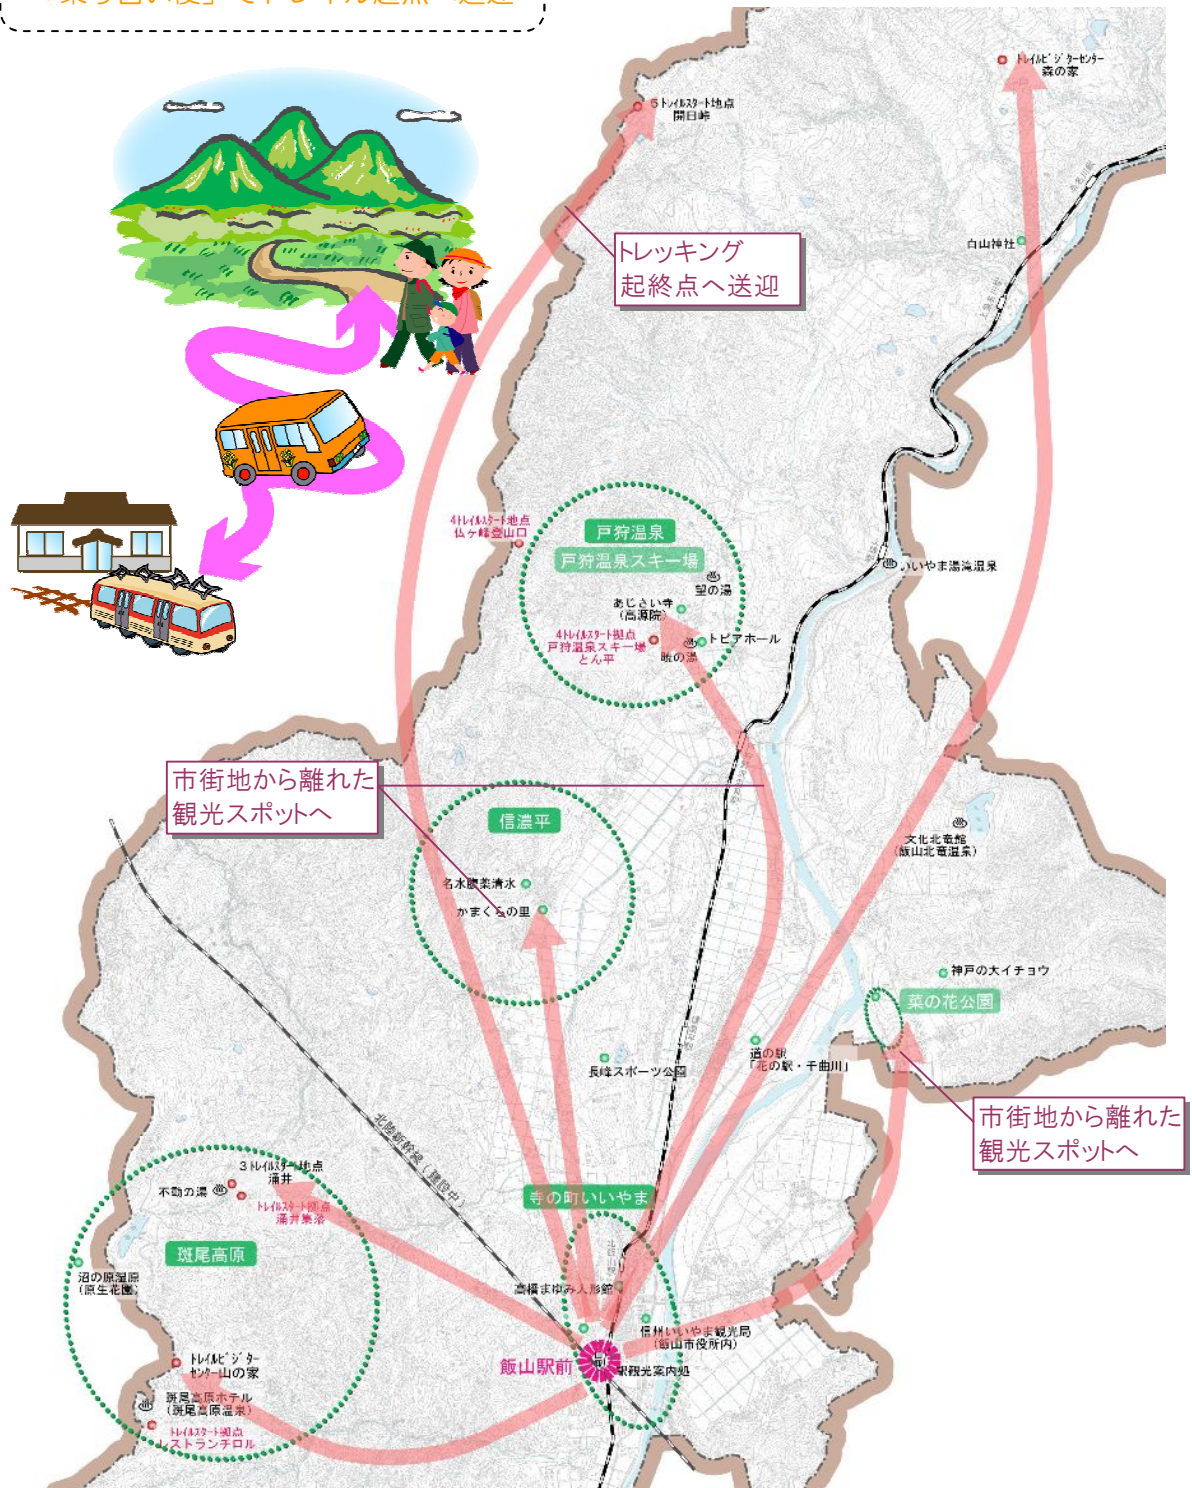 「乗り合い便」でトレイル起点へ送迎
トレイルビジターセンター
森の家
5トレイルスタート地点
関田峠
トレッキング
起終点へ送迎
白山神社
4トレイルスタート地点
仏ヶ峰登山口
戸狩温泉
戸狩温泉スキー場
望の湯
あじさい寺
(高源院)
4トレイルスタート拠点
戸狩温泉スキー場
とん平
暁の湯
トピアホール
いいやま湯滝温泉
市街地から離れた
観光スポットへ
信濃平
名水腹薬清水
かまくらの里
文化北竜館
(飯山北竜温泉)
神戸の大イチョウ
菜の花公園
道の駅
「花の駅・千曲川」
長峰スポーツ公園
市街地から離れた
観光スポットへ
北陸新幹線(建設中)
3トレイルスタート地点
涌井
不動の湯
トレイルスタート拠点
涌井集落
寺の町いいやま
斑尾高原
沼の原湿原
(原生花園)
高橋まゆみ人形館
北飯山駅
信州いいやま観光局
(飯山市役所内)
飯山駅前
駅観光案内処
トレイルビジター
センター山の家
斑尾高原ホテル
(斑尾高原温泉)
トレイルスタート拠点
レストランチロル